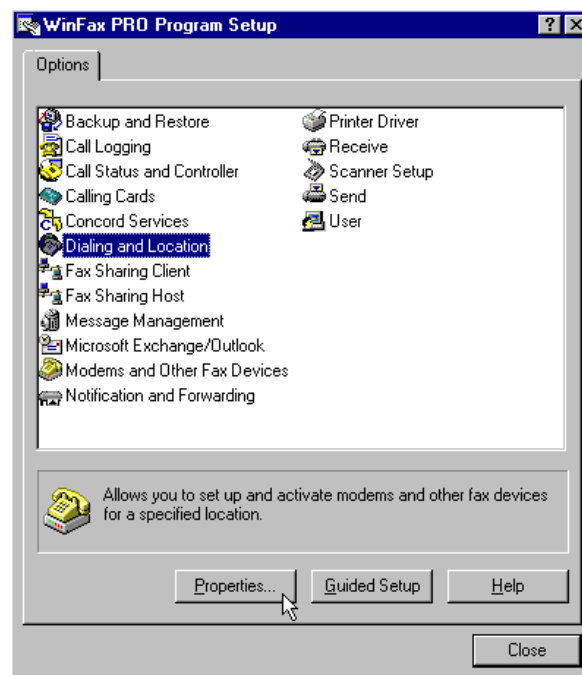 WinFax PRO Program Setup
Options
Backup and Restore
Call Logging
Call Status and Controller
Calling Cards
Concord Services
Dialing and Location
Fax Sharing Client
Fax Sharing Host
Message Management
Microsoft Exchange/Outlook
Modems and Other Fax Devices
Notification and Forwarding
Printer Driver
Receive
Scanner Setup
Send
User
Allows you to set up and activate modems and other fax devices
for a specified location.
Properties...
Guided Setup
Help
Close